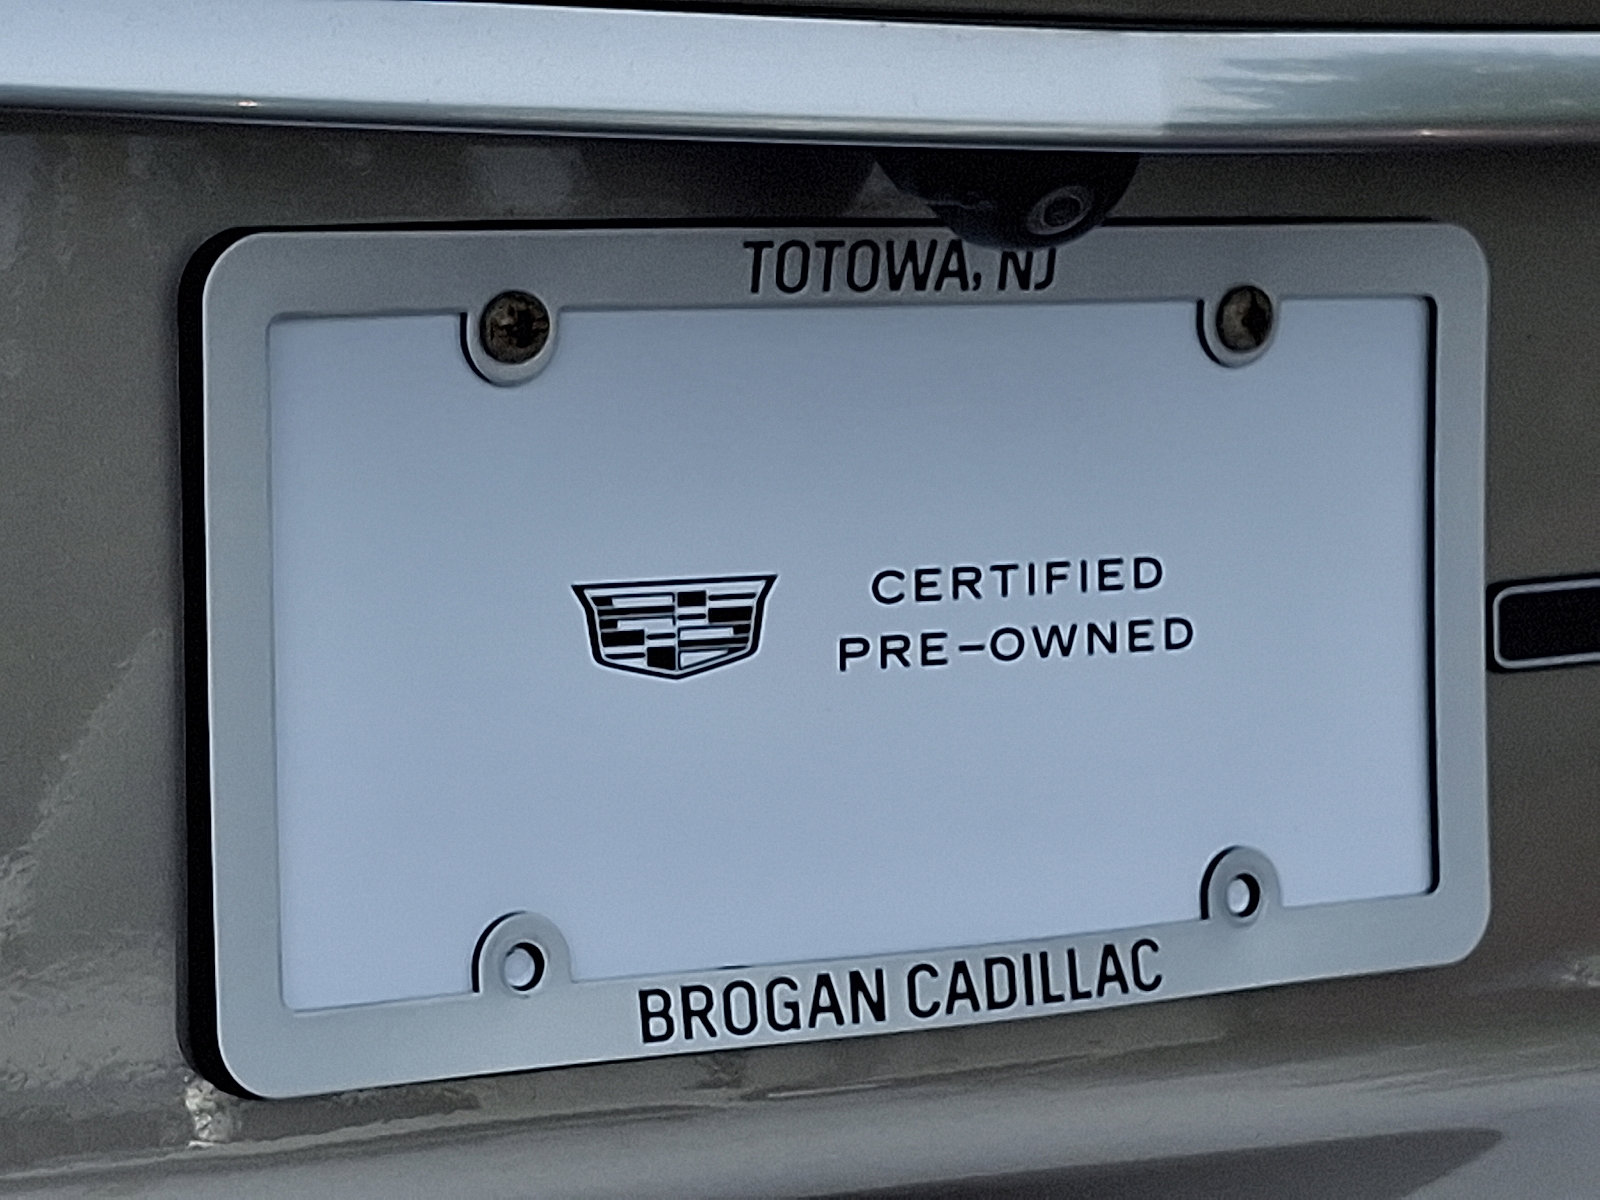 TOTOWA, NJ
CERTIFIED
PRE-OWNED
BROGAN CADILLAC